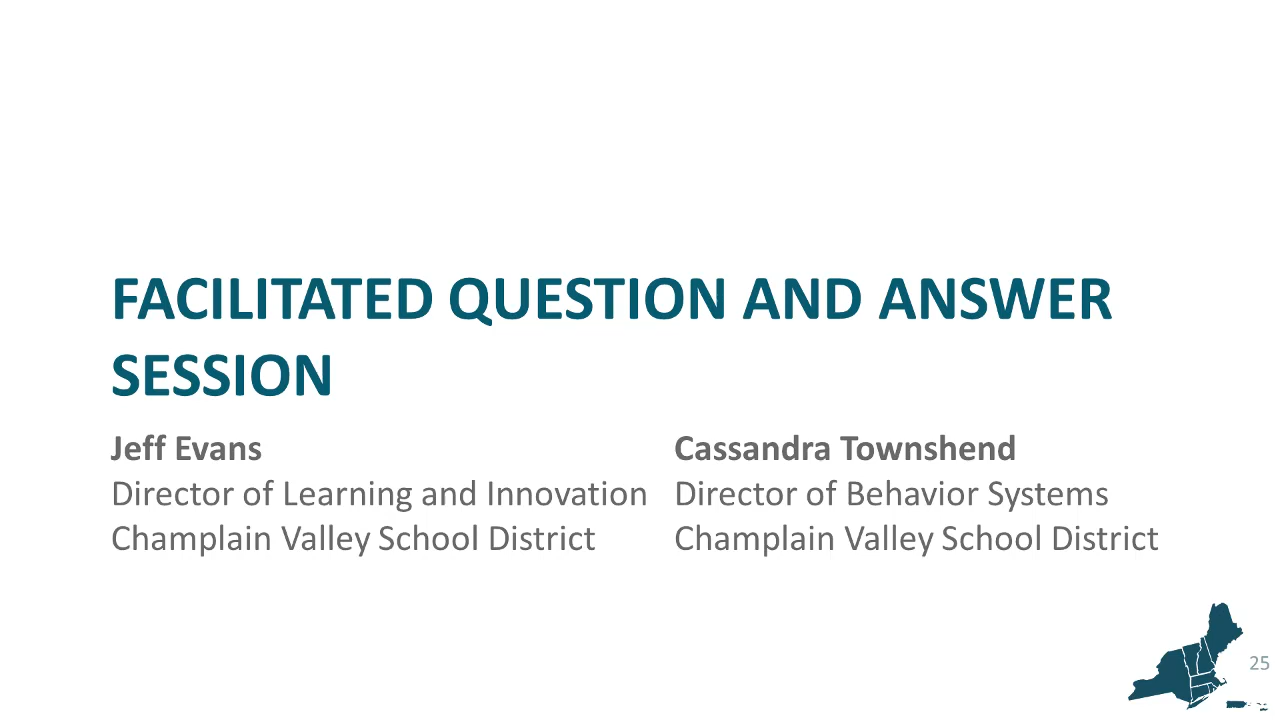 FACILITATED QUESTION AND ANSWER
SESSION
Jeff Evans
Director of Learning and Innovation
Champlain Valley School District
Cassandra Townshend
Director of Behavior Systems
Champlain Valley School District
25